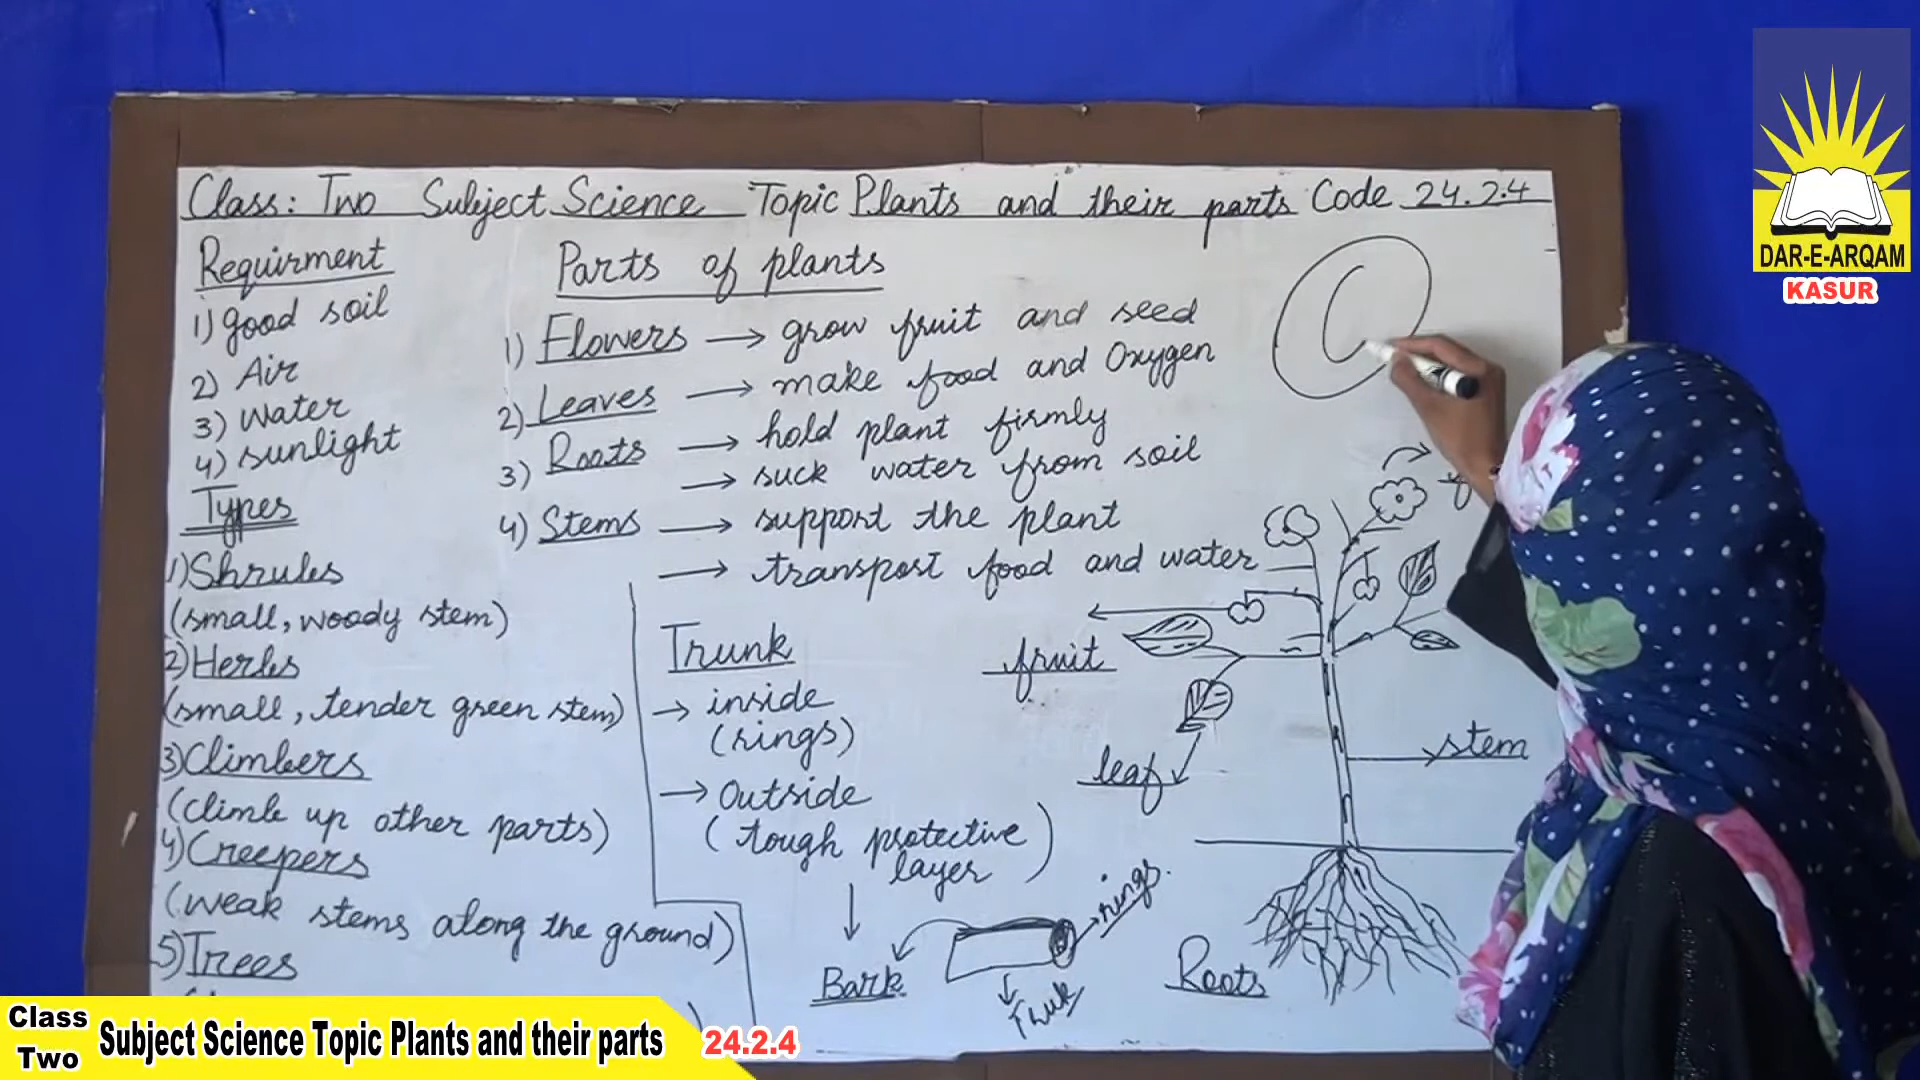 Class: Two Subject Science Topic Plants and their parts Code 24.2.4
Requirment
1) good soil
2) Air
3) water
4) sunlight
Types
1) Shrubs
(small, woody stem)
2) Herbs
(small, tender green stem)
3) Climbers
(climb up other parts)
4) Creepers
(weak stems along the ground)
5) Trees
Parts of plants
1) Flowers → grow fruit and seed
2) Leaves → make food and Oxygen
3) Roots → hold plant firmly
→ suck water from soil
4) Stems → support the plant
→ transport food and water
Trunk
→ inside
(rings)
→ Outside
(tough protective
layer)
Bark
rings.
Trunk
fruit
leaf
stem
Roots
DAR-E-ARQAM
KASUR
Class
Two
Subject Science Topic Plants and their parts 24.2.4